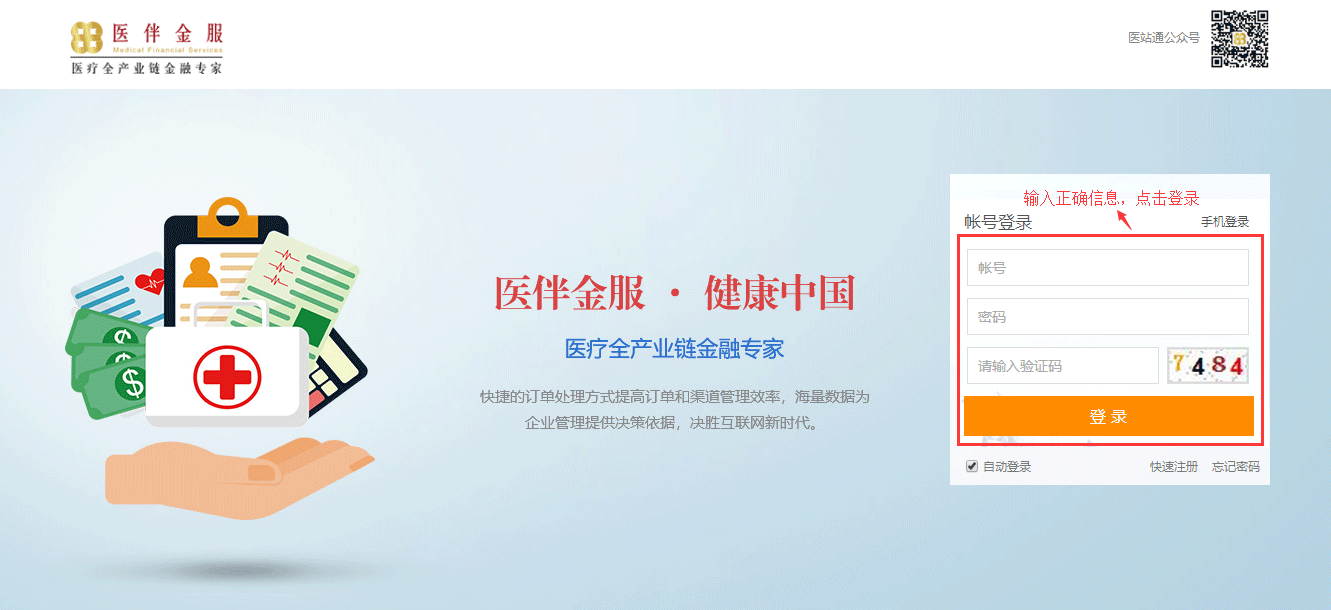 医伴金服
Medical Financial Services
医疗全产业链金融专家
医站通公众号
输入正确信息，点击登录
帐号登录
手机登录
帐号
密码
请输入验证码
7484
登 录
自动登录
快速注册
忘记密码
医伴金服 · 健康中国
医疗全产业链金融专家
快捷的订单处理方式提高订单和渠道管理效率，海量数据为
企业管理提供决策依据，决胜互联网新时代。
$
$
$